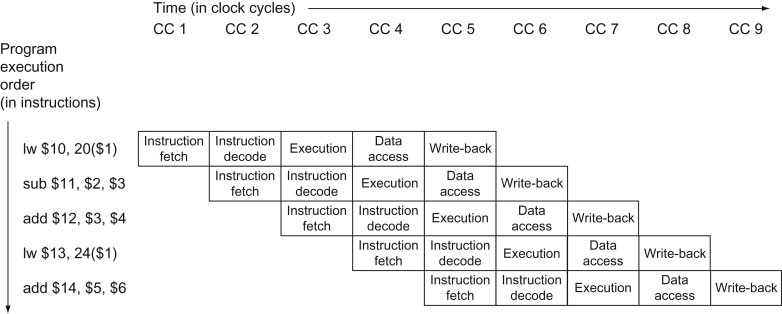 Time (in clock cycles)
CC 1 CC 2 CC 3 CC 4 CC 5 CC 6 CC 7 CC 8 CC 9
Program
execution
order
(in instructions)
lw $10, 20($1)
Instruction fetch
Instruction decode
Execution
Data access
Write-back
sub $11, $2, $3
Instruction fetch
Instruction decode
Execution
Data access
Write-back
add $12, $3, $4
Instruction fetch
Instruction decode
Execution
Data access
Write-back
lw $13, 24($1)
Instruction fetch
Instruction decode
Execution
Data access
Write-back
add $14, $5, $6
Instruction fetch
Instruction decode
Execution
Data access
Write-back